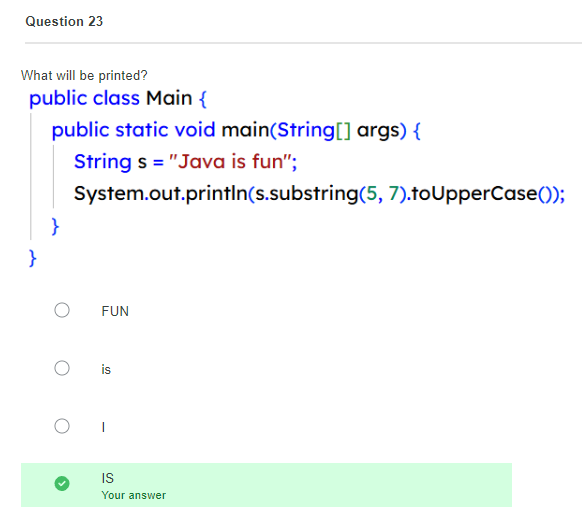 Question 23
What will be printed?
public class Main {
public static void main(String[] args) {
String s = "Java is fun";
System.out.println(s.substring(5, 7).toUpperCase());
}
}
FUN
is
I
IS
Your answer